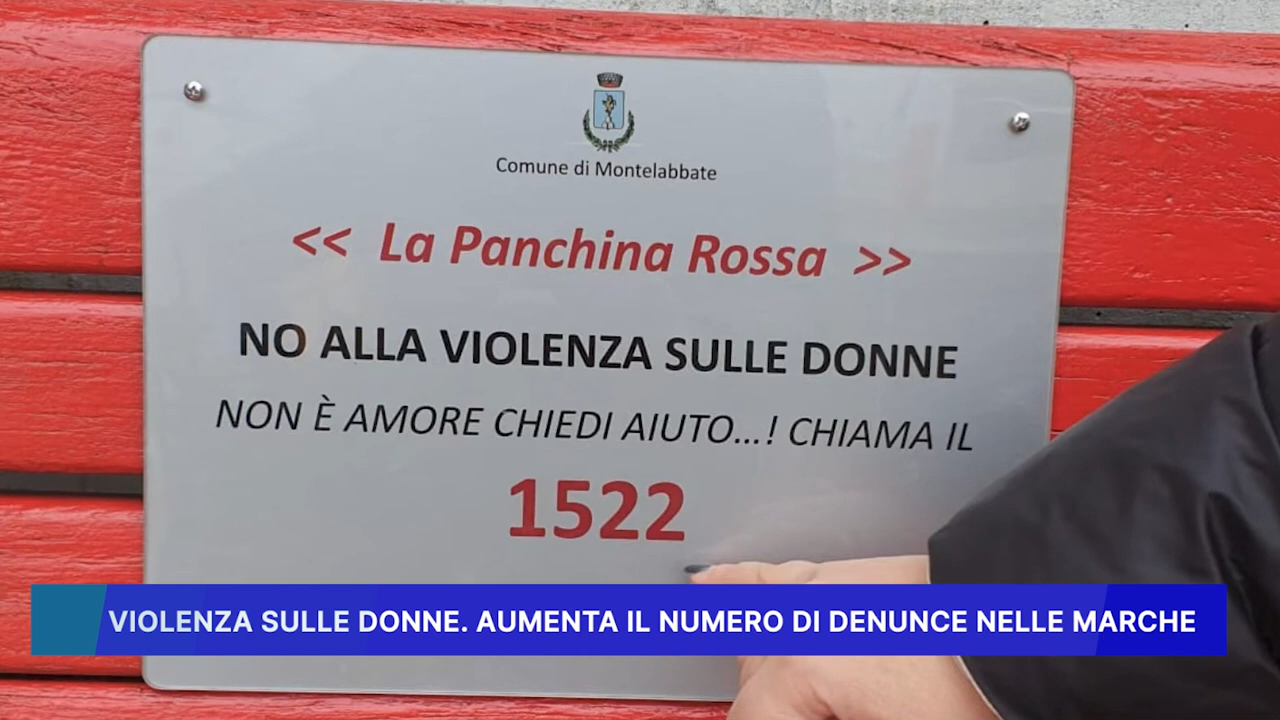 Comune di Montelabbate
<< La Panchina Rossa >>
NO ALLA VIOLENZA SULLE DONNE
NON È AMORE CHIEDI AIUTO...! CHIAMA IL
1522
VIOLENZA SULLE DONNE. AUMENTA IL NUMERO DI DENUNCE NELLE MARCHE